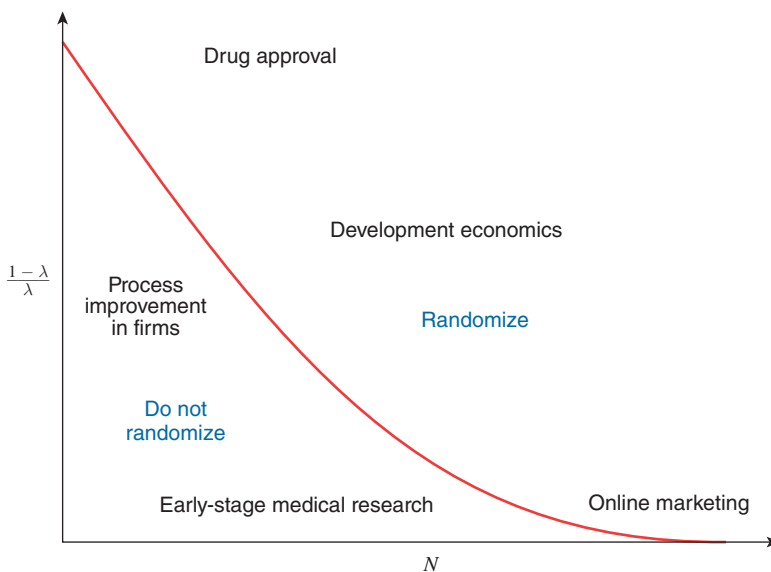 Drug approval
Development economics
1 − λ
λ
Process
improvement
in firms
Randomize
Do not
randomize
Early-stage medical research
Online marketing
N